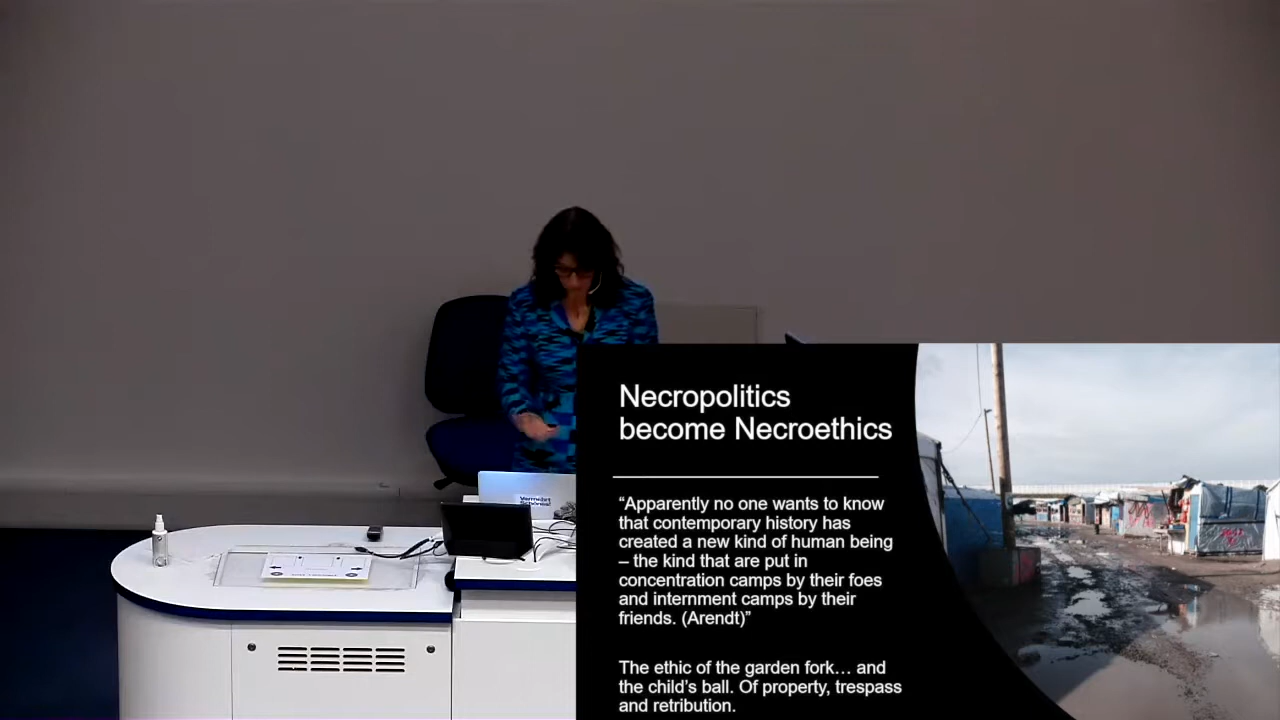 Necropolitics
become Necroethics
“Apparently no one wants to know
that contemporary history has
created a new kind of human being
– the kind that are put in
concentration camps by their foes
and internment camps by their
friends. (Arendt)”
The ethic of the garden fork… and
the child’s ball. Of property, trespass
and retribution.